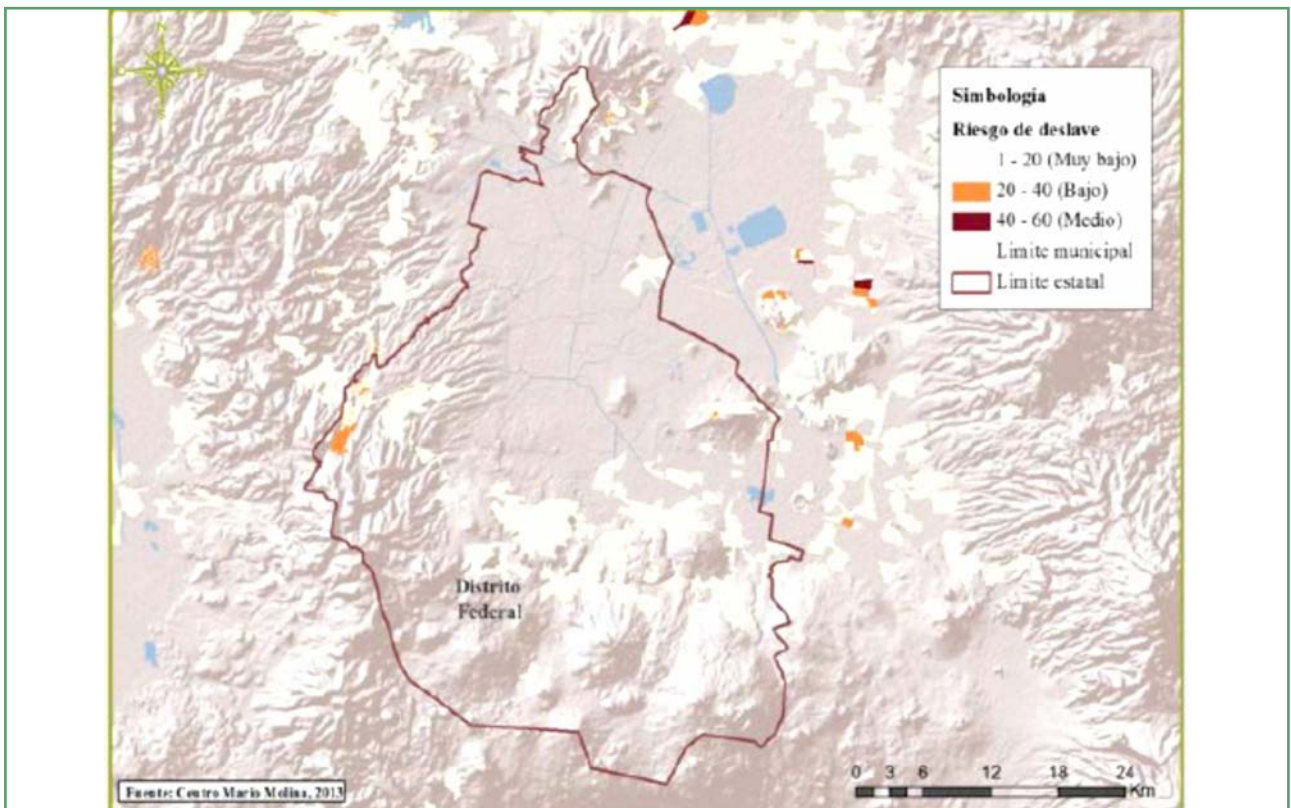 Simbología
Riesgo de deslave
1 - 20 (Muy bajo)
20 - 40 (Bajo)
40 - 60 (Medio)
Limite municipal
Limite estatal
Distrito
Federal
Fuente: Centro Mario Molina, 2013
0 3 6 12 18 24
Km